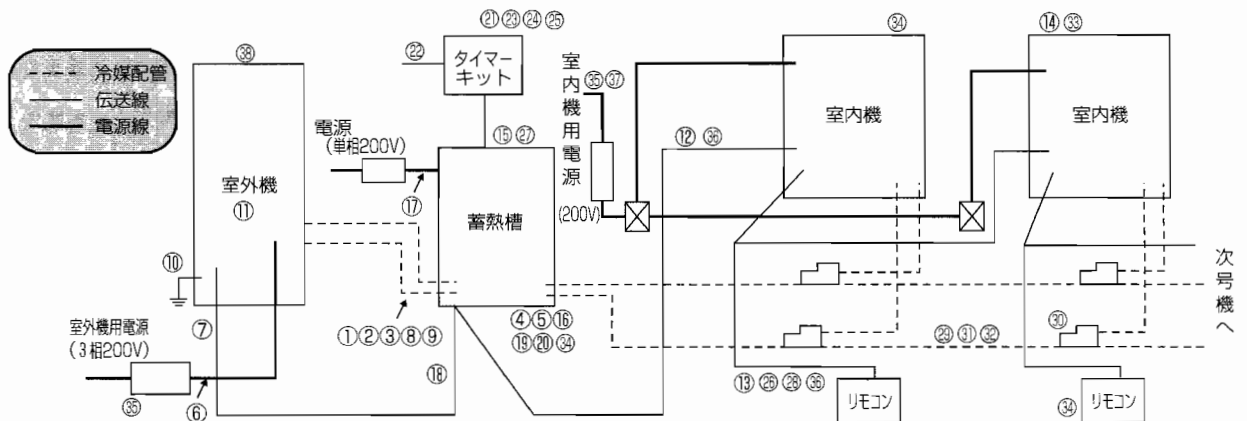 冷媒配管
伝送線
電源線
㊳
室外機
⑪
⑩
⑦
室外機用電源
(3相200V)
㉟
⑥
①②③⑧⑨
⑱
㉑㉓㉔㉕
㉒
タイマー
キット
電源
(単相200V)
⑰
⑮㉗
蓄熱槽
④⑤⑯
⑲⑳㉞
室内機用電源
(200V)
㉟㊲
⑫㊱
㉞
室内機
⑬㉖㉘㊱
リモコン
⑭㉝
室内機
㉙㉛㉜
㉚
㉞
リモコン
次号機へ